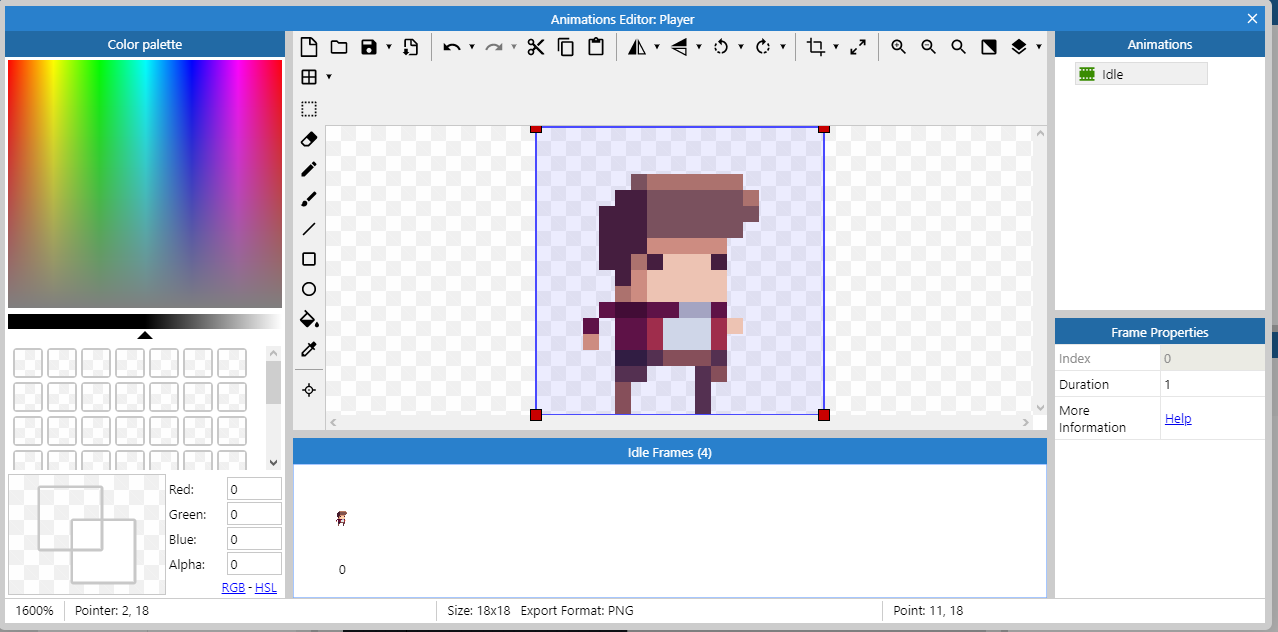 Animations Editor: Player
Color palette
Animations
Idle
Frame Properties
Index 0
Duration 1
More Information Help
Idle Frames (4)
0
Red: 0
Green: 0
Blue: 0
Alpha: 0
RGB - HSL
1600% Pointer: 2, 18 Size: 18x18 Export Format: PNG Point: 11, 18